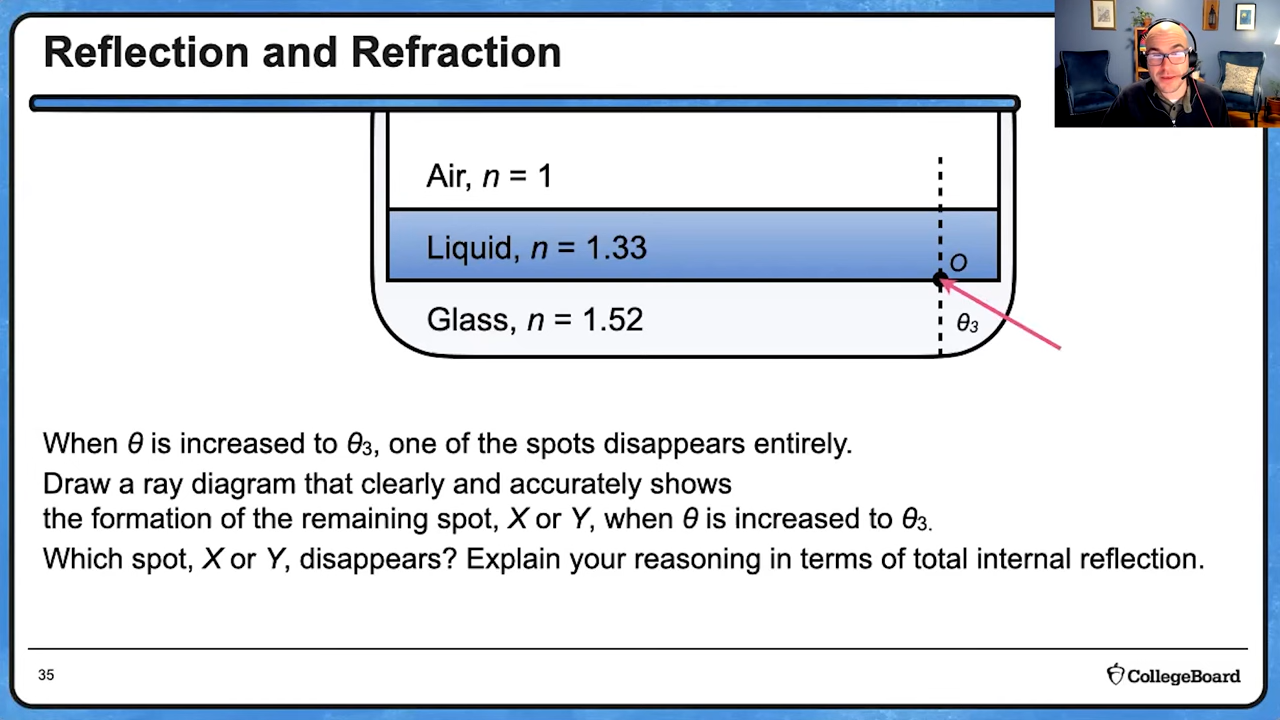 Reflection and Refraction
Air, n = 1
Liquid, n = 1.33
O
Glass, n = 1.52
θ₃
When θ is increased to θ₃, one of the spots disappears entirely.
Draw a ray diagram that clearly and accurately shows
the formation of the remaining spot, X or Y, when θ is increased to θ₃.
Which spot, X or Y, disappears? Explain your reasoning in terms of total internal reflection.
35
CollegeBoard